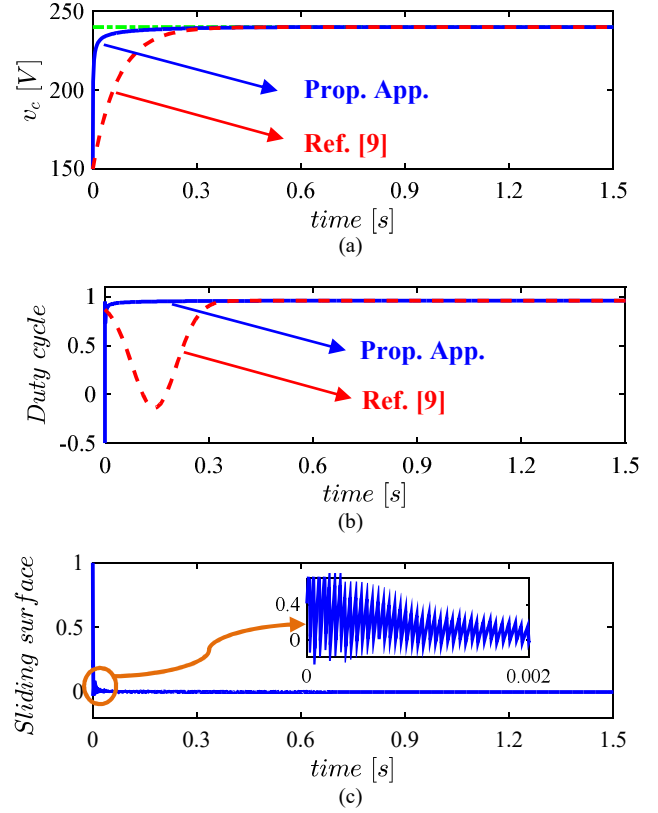 250
200
150
v_c [V]
Prop. App.
Ref. [9]
0 0.3 0.6 0.9 1.2 1.5
time [s]
(a)
1
0.5
0
-0.5
Duty cycle
Prop. App.
Ref. [9]
0 0.3 0.6 0.9 1.2 1.5
time [s]
(b)
1
0.5
0
Sliding surface
0.4
0
0 0.002
0 0.3 0.6 0.9 1.2 1.5
time [s]
(c)